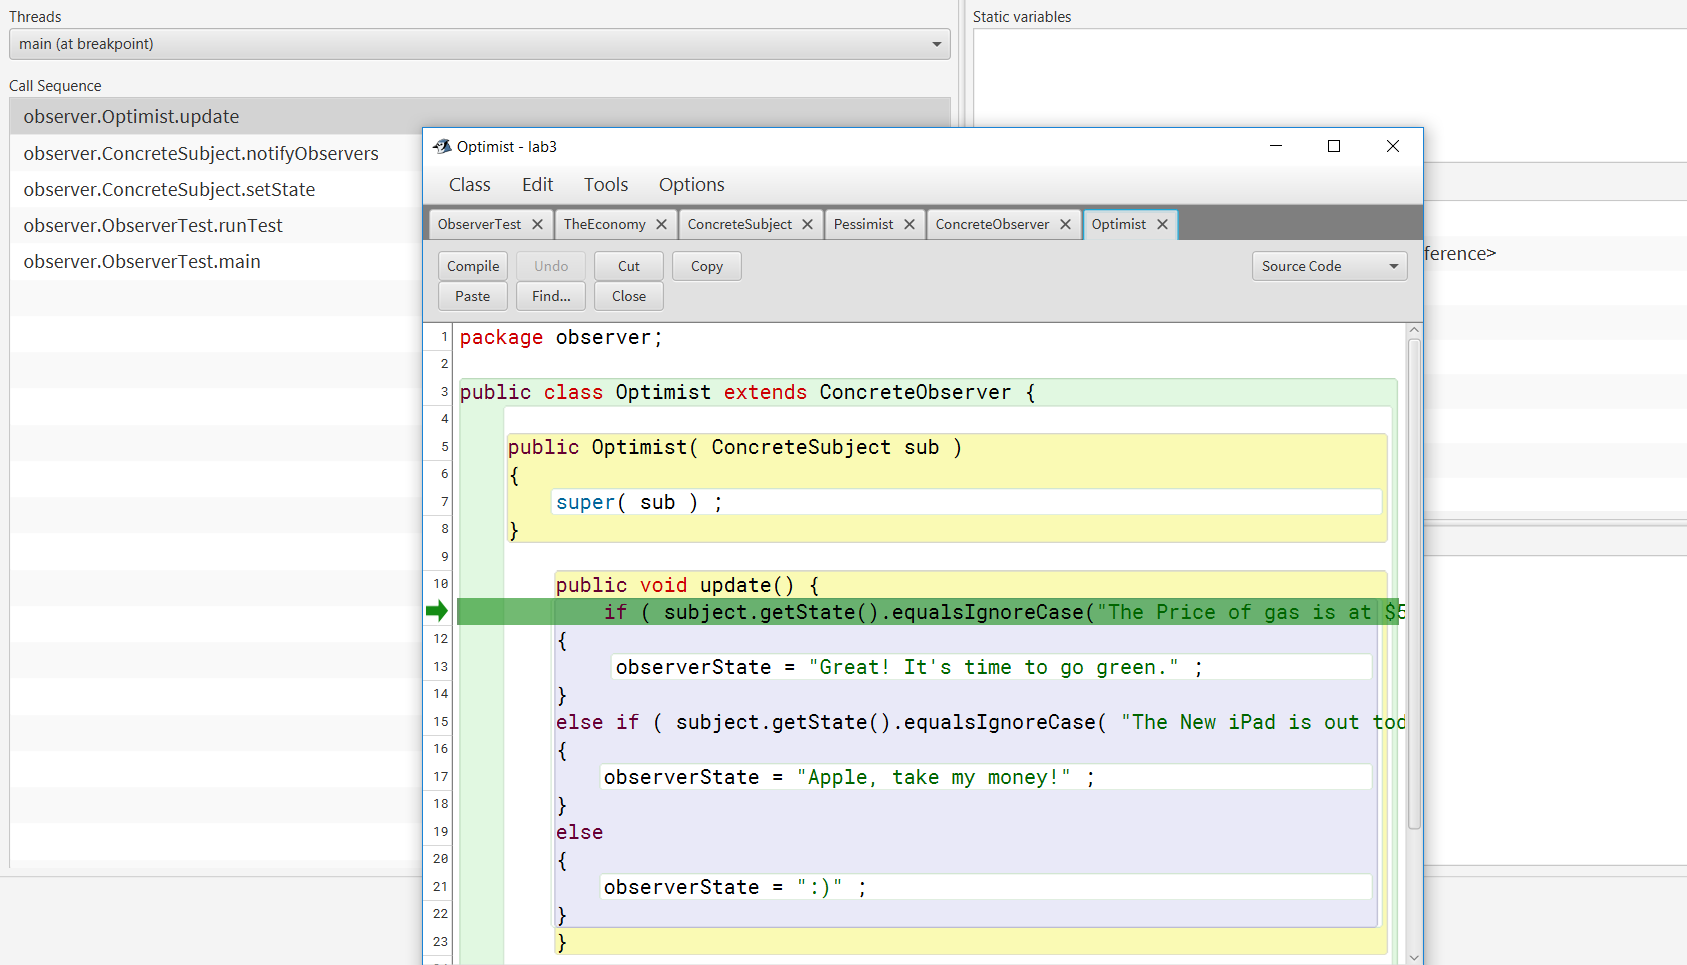 Threads
main (at breakpoint)
Call Sequence
observer.Optimist.update
observer.ConcreteSubject.notifyObservers
observer.ConcreteSubject.setState
observer.ObserverTest.runTest
observer.ObserverTest.main
Static variables
ference>
Optimist - lab3
Class Edit Tools Options
ObserverTest TheEconomy ConcreteSubject Pessimist ConcreteObserver Optimist
Compile Undo Cut Copy
Source Code
Paste Find... Close
1 package observer;
2
3 public class Optimist extends ConcreteObserver {
4
5 public Optimist( ConcreteSubject sub )
6 {
7 super( sub ) ;
8 }
9
10 public void update() {
if ( subject.getState().equalsIgnoreCase("The Price of gas is at $5
12 {
13 observerState = "Great! It's time to go green." ;
14 }
15 else if ( subject.getState().equalsIgnoreCase( "The New iPad is out tod
16 {
17 observerState = "Apple, take my money!" ;
18 }
19 else
20 {
21 observerState = ":)" ;
22 }
23 }